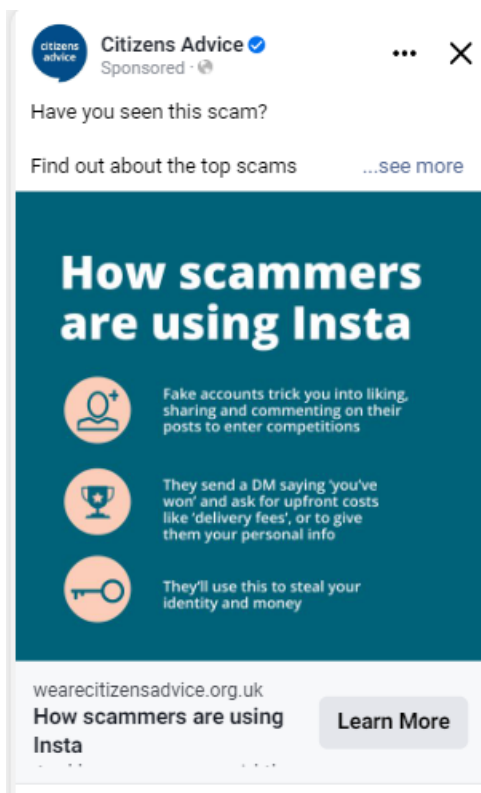 citizens
advice
Citizens Advice
Sponsored ·
Have you seen this scam?
Find out about the top scams ...see more
How scammers
are using Insta
Fake accounts trick you into liking,
sharing and commenting on their
posts to enter competitions
They send a DM saying 'you've
won' and ask for upfront costs
like 'delivery fees', or to give
them your personal info
They'll use this to steal your
identity and money
wearecitizensadvice.org.uk
How scammers are using
Insta
Learn More